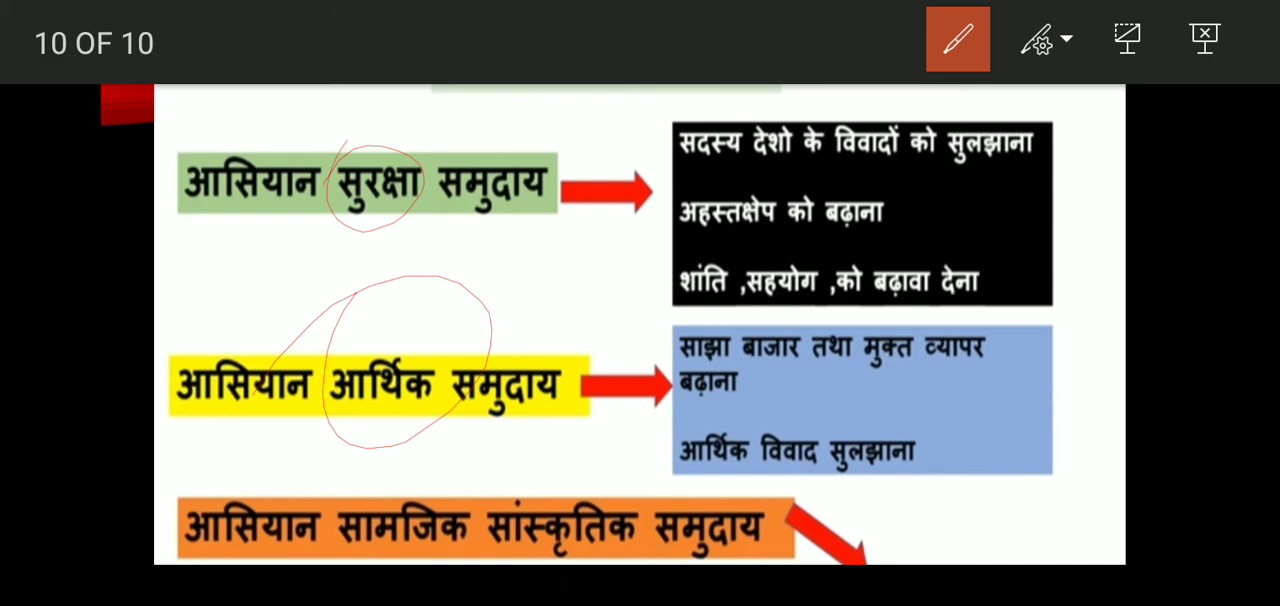 10 OF 10
आसियान सुरक्षा समुदाय
सदस्य देशो के विवादों को सुलझाना
अहस्तक्षेप को बढ़ाना
शांति ,सहयोग ,को बढ़ावा देना
आसियान आर्थिक समुदाय
साझा बाजार तथा मुक्त व्यापर
बढ़ाना
आर्थिक विवाद सुलझाना
आसियान सामजिक सांस्कृतिक समुदाय